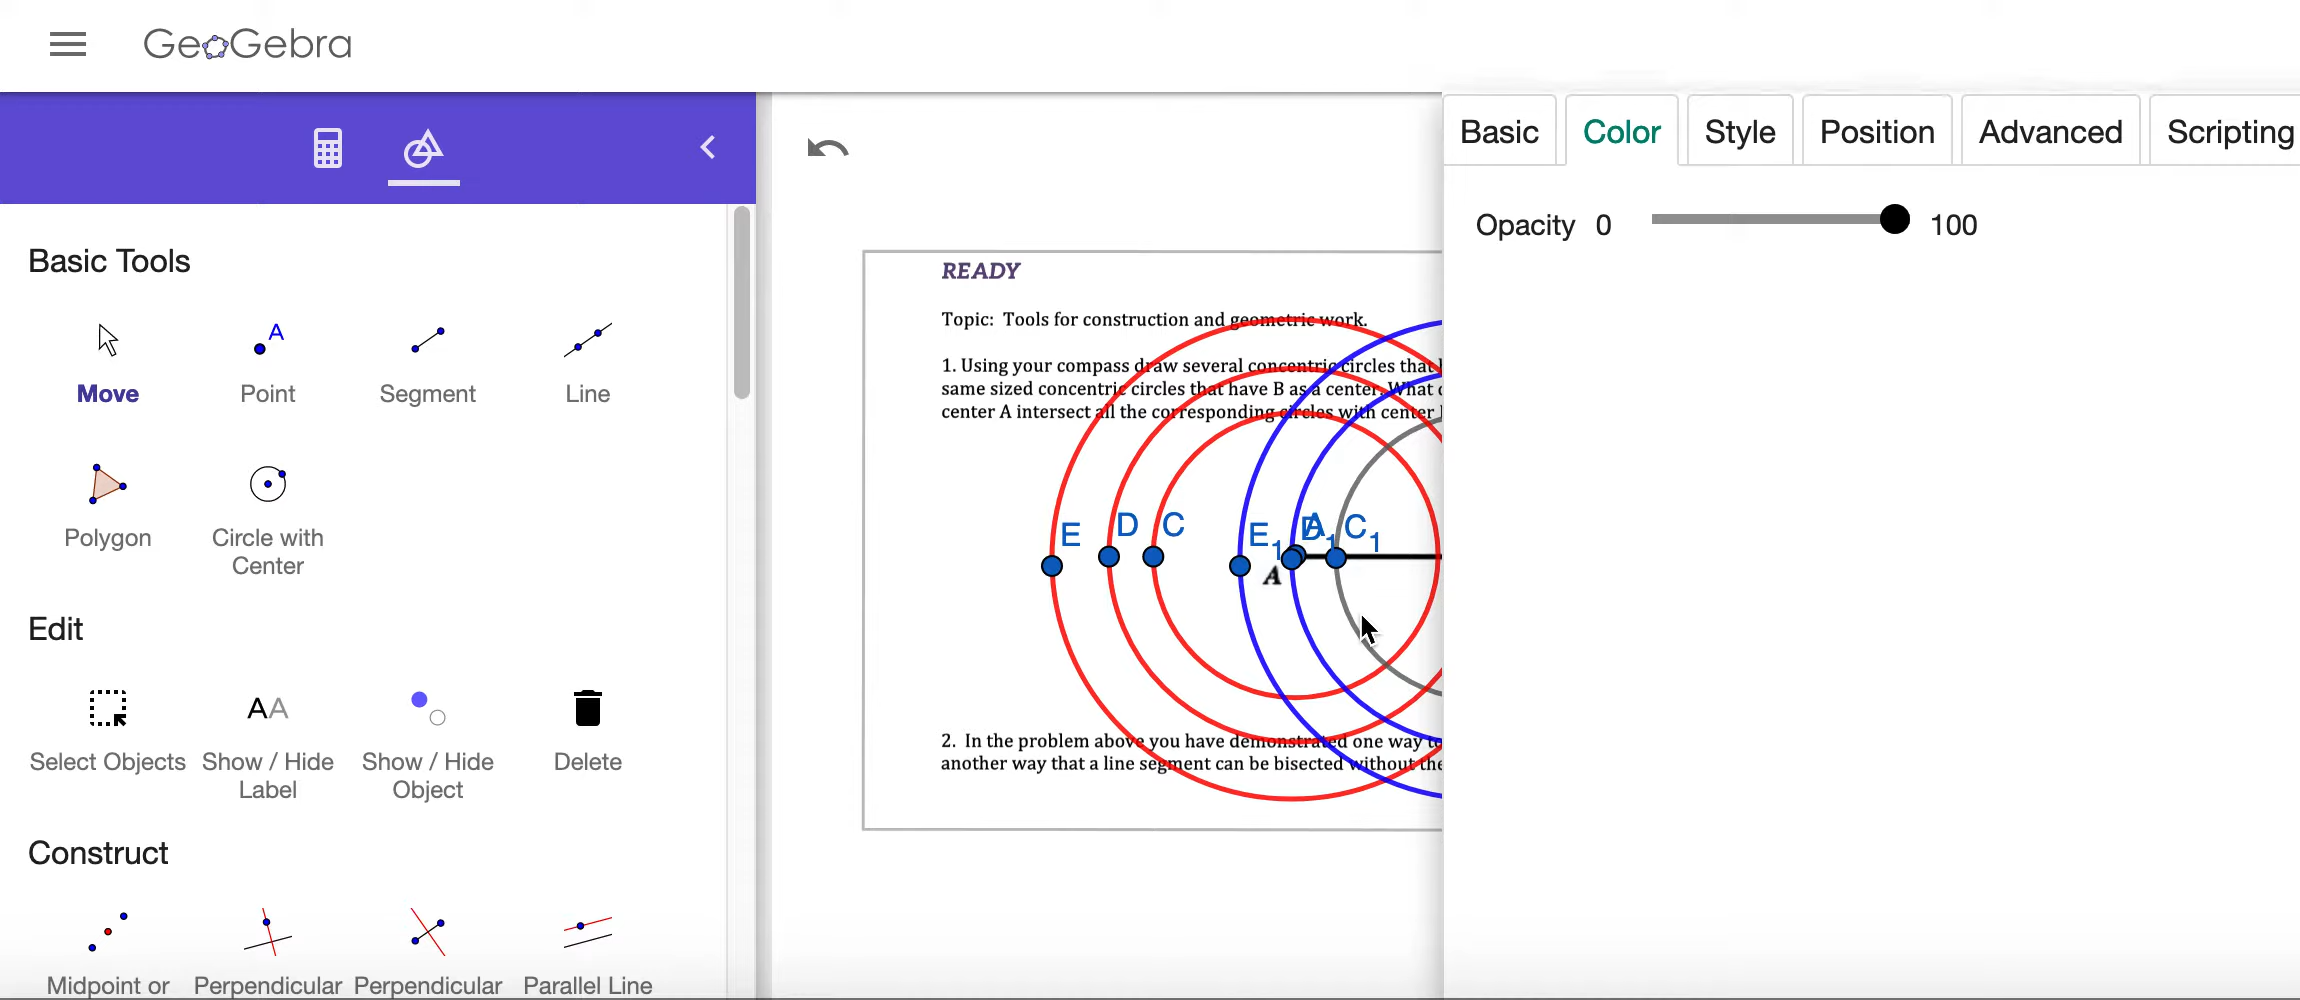 GeoGebra
Basic Color Style Position Advanced Scripting
Opacity 0 100
Basic Tools
A
Move Point Segment Line
Polygon Circle with
Center
Edit
AA
Select Objects Show / Hide Show / Hide Delete
Label Object
Construct
Midpoint or Perpendicular Perpendicular Parallel Line
READY
Topic: Tools for construction and geometric work.
1. Using your compass draw several concentric circles that
same sized concentric circles that have B as a center. What
center A intersect all the corresponding circles with center
E D C E1 D1 A C1
A
2. In the problem above you have demonstrated one way to
another way that a line segment can be bisected without the